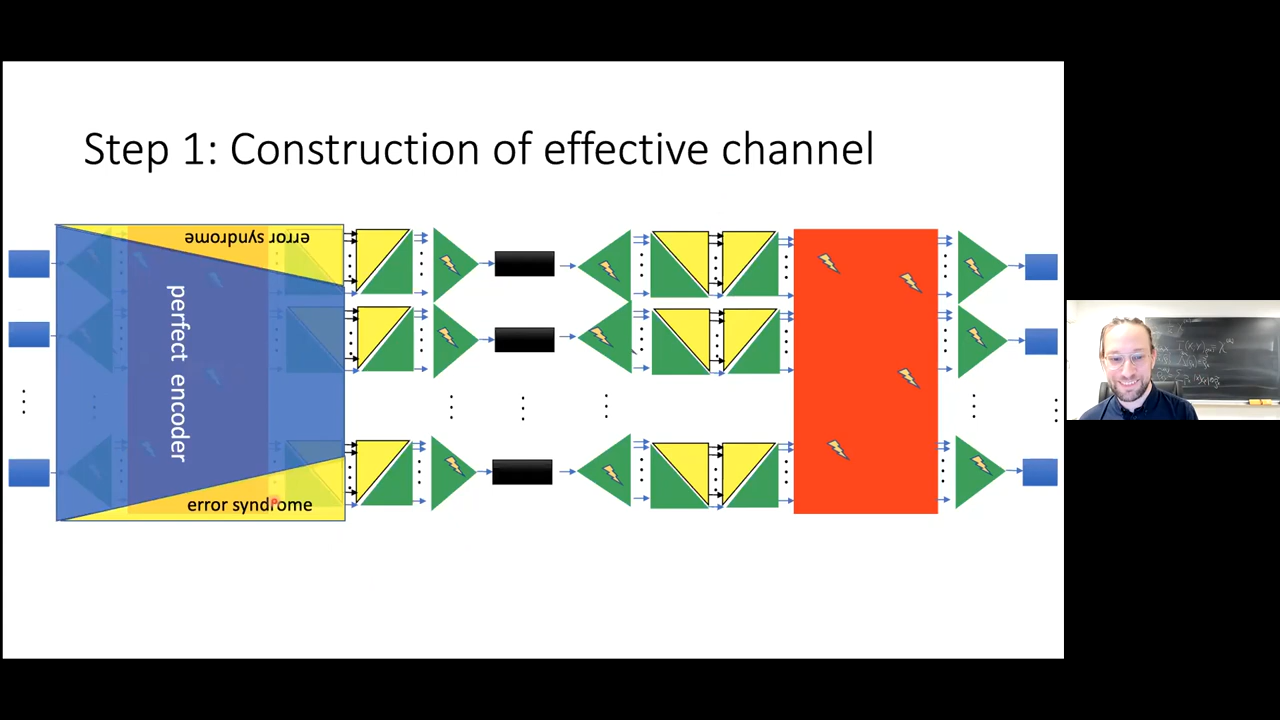 Step 1: Construction of effective channel
error syndrome
perfect encoder
error syndrome